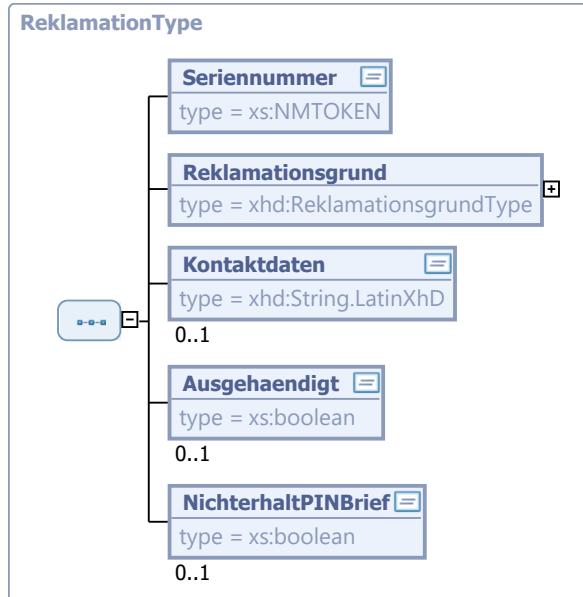 ReklamationType
Seriennummer
type = xs:NMTOKEN
Reklamationsgrund
type = xhd:ReklamationsgrundType
Kontaktdaten
type = xhd:String.LatinXhD
0..1
Ausgehaendigt
type = xs:boolean
0..1
NichterhaltPINBrief
type = xs:boolean
0..1